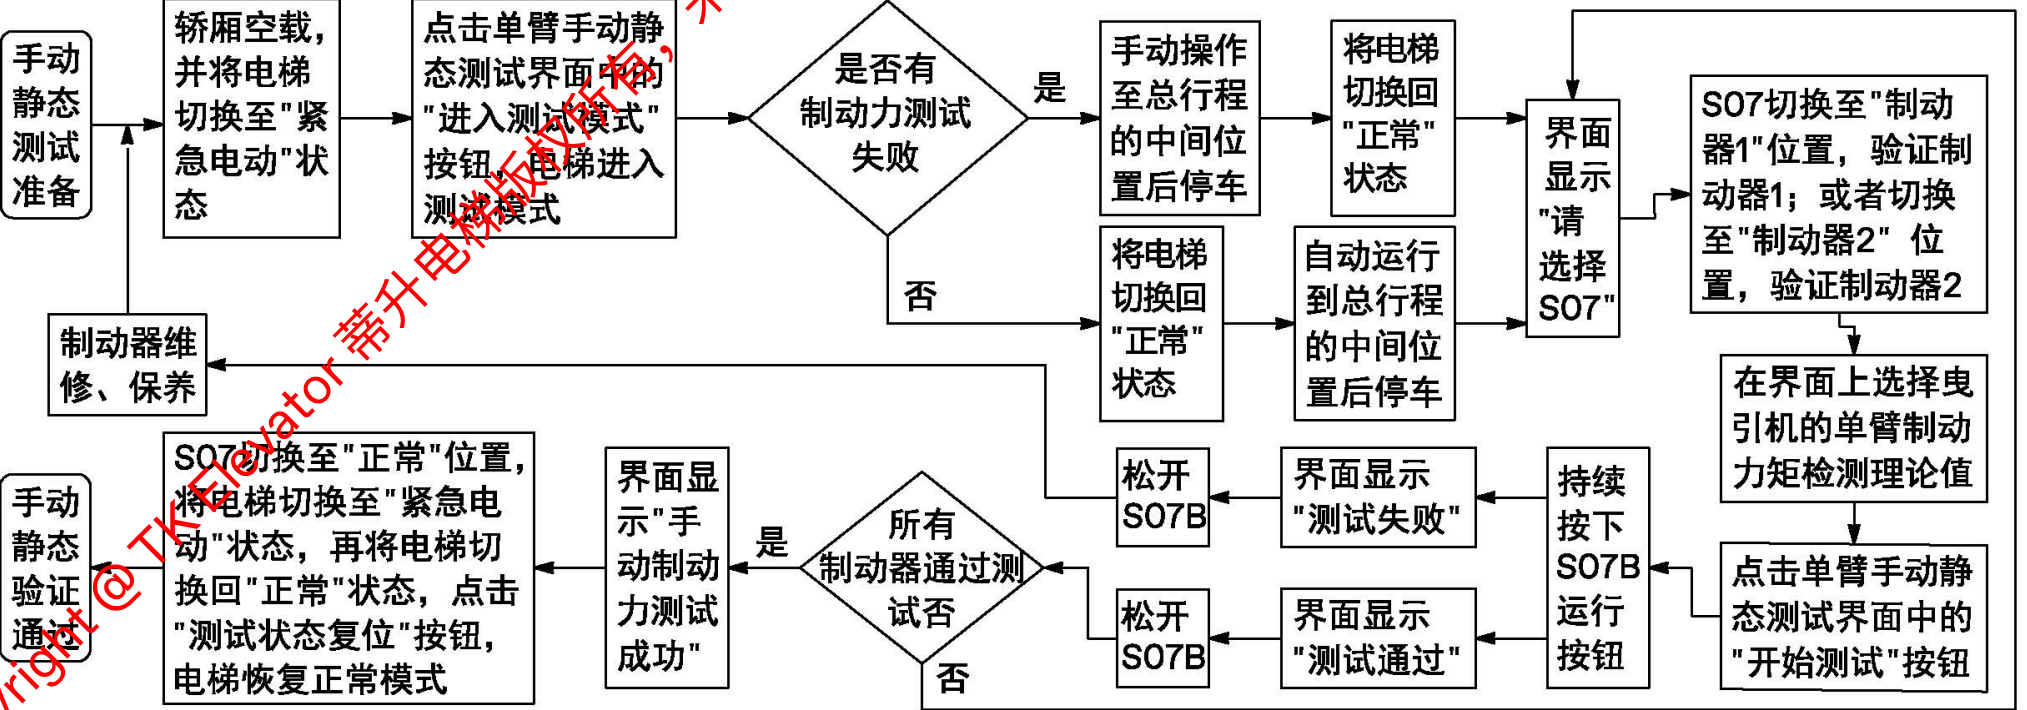 手动
静态
测试
准备
轿厢空载，
并将电梯
切换至"紧
急电动"状
态
点击单臂手动静
态测试界面中的
"进入测试模式"
按钮，电梯进入
测试模式
是否有
制动力测试
失败
是
手动操作
至总行程
的中间位
置后停车
将电梯
切换回
"正常"
状态
否
将电梯
切换回
"正常"
状态
自动运行
到总行程
的中间位
置后停车
界面
显示
"请
选择
S07"
S07切换至"制动
器1"位置，验证制
动器1；或者切换
至"制动器2" 位
置，验证制动器2
在界面上选择曳
引机的单臂制动
力矩检测理论值
点击单臂手动静
态测试界面中的
"开始测试"按钮
持续
按下
S07B
运行
按钮
界面显示
"测试失败"
松开
S07B
制动器维
修、保养
界面显示
"测试通过"
松开
S07B
所有
制动器通过测
试否
否
是
界面显
示"手
动制动
力测试
成功"
S07切换至"正常"位置，
将电梯切换至"紧急电
动"状态，再将电梯切
换回"正常"状态，点击
"测试状态复位"按钮，
电梯恢复正常模式
手动
静态
验证
通过
yright @ TK Elevator 蒂升电梯版权所有，